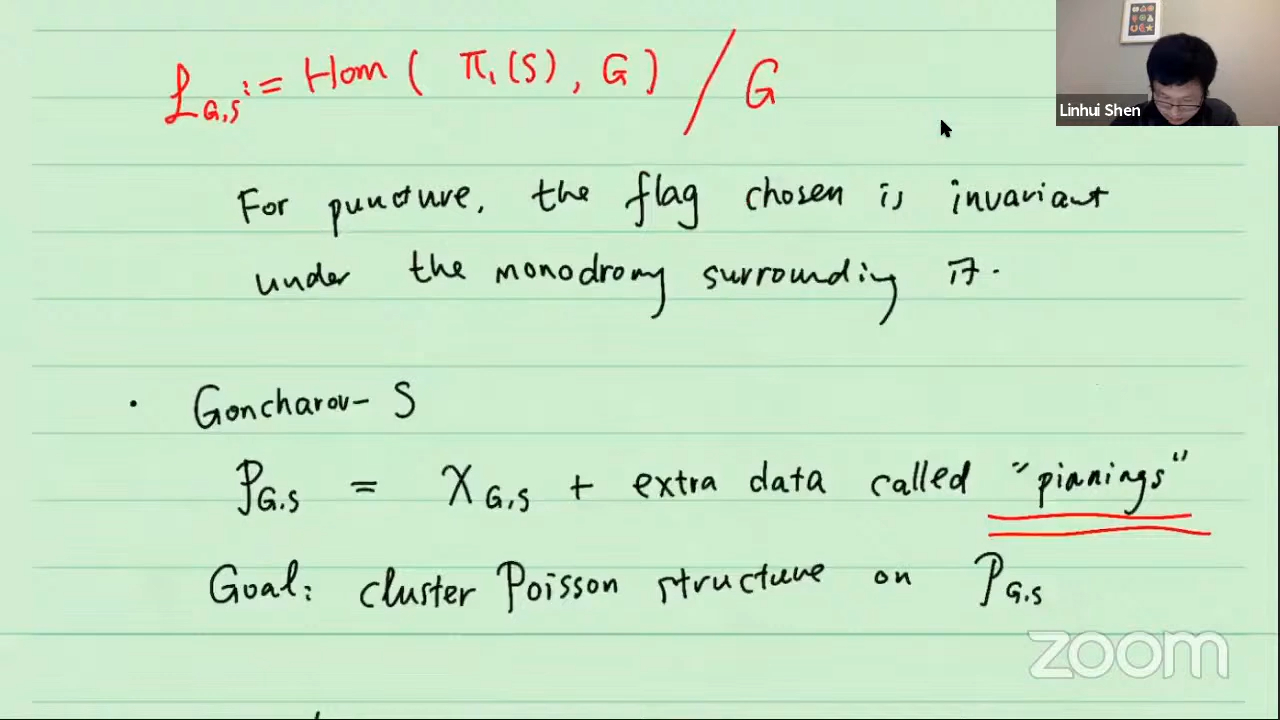 𝓛_{G,S} := Hom ( π₁(S), G ) / G
Linhui Shen
For puncture, the flag chosen is invariant
under the monodromy surrounding it.
· Goncharov - S
𝒫_{G,S} = 𝒳_{G,S} + extra data called "pinnings"
Goal: cluster Poisson structure on 𝒫_{G,S}
zoom